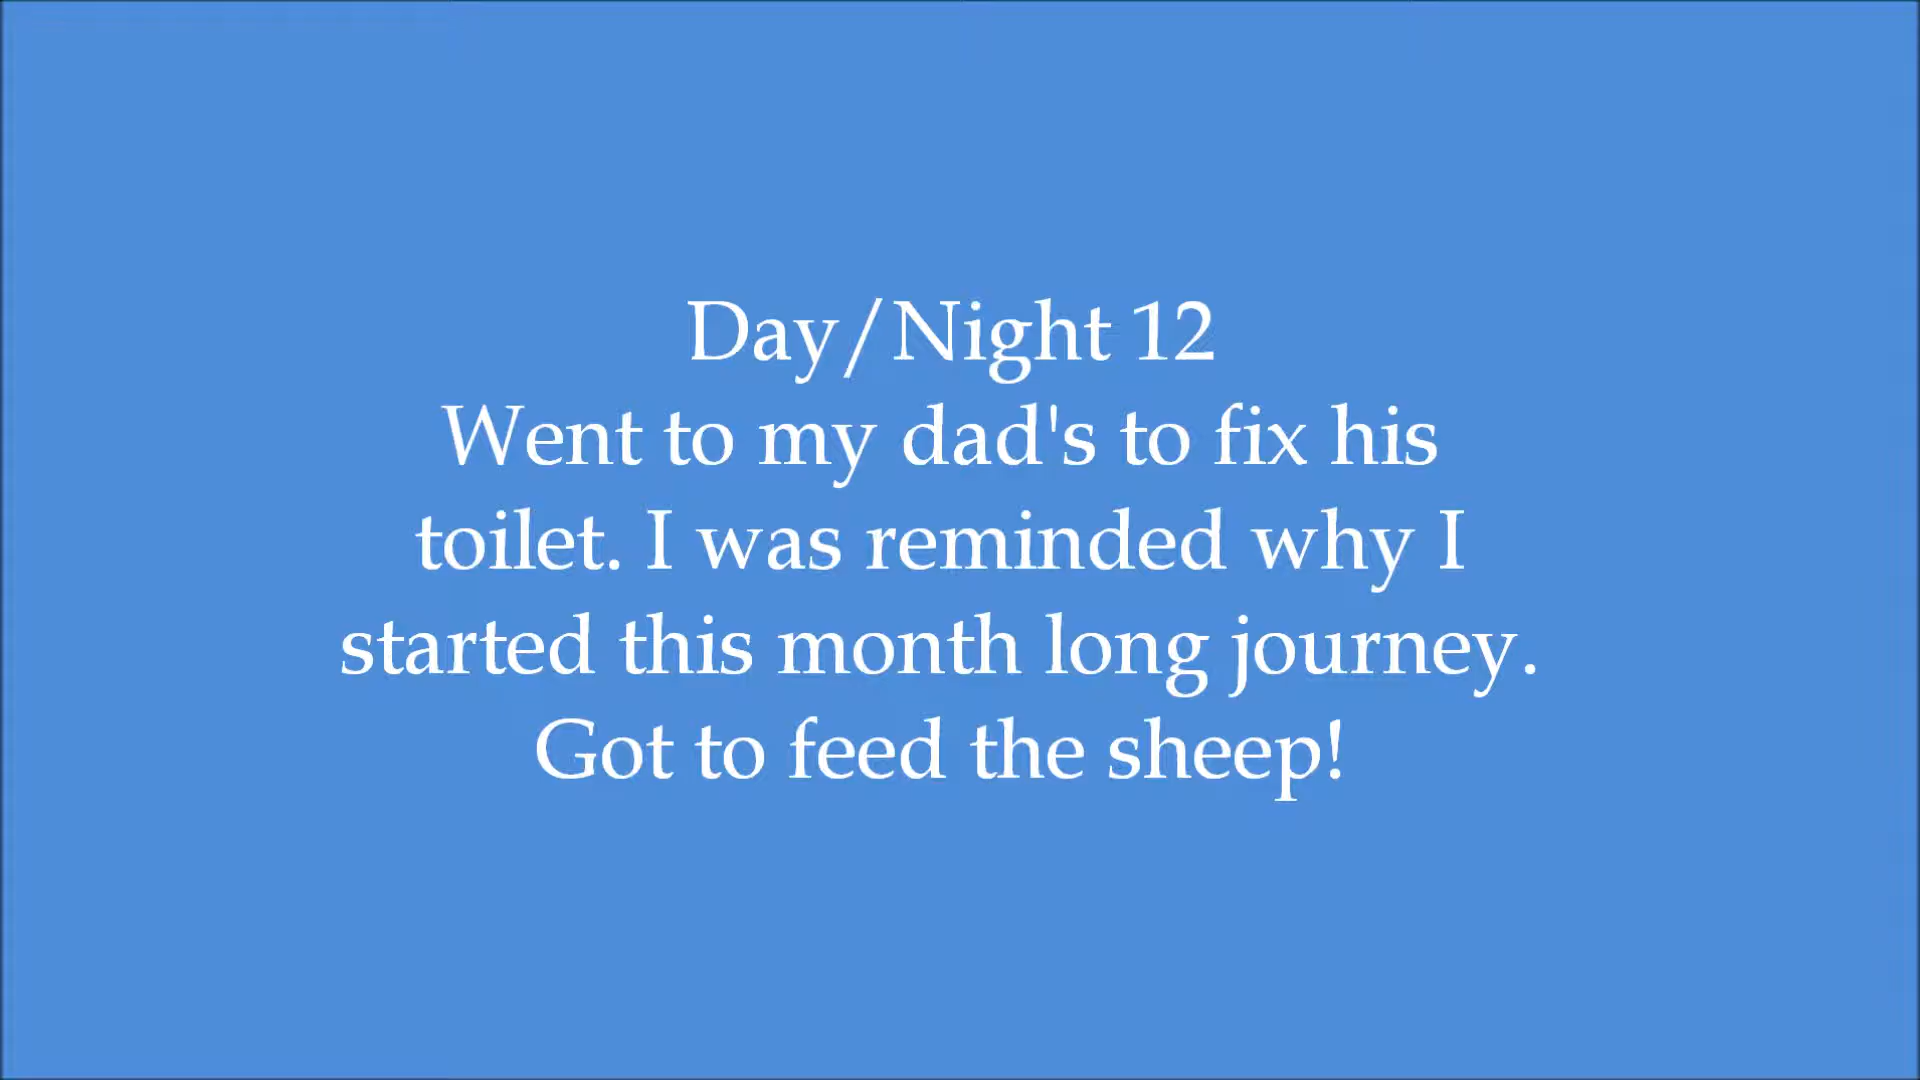 Day/Night 12
Went to my dad's to fix his
toilet. I was reminded why I
started this month long journey.
Got to feed the sheep!